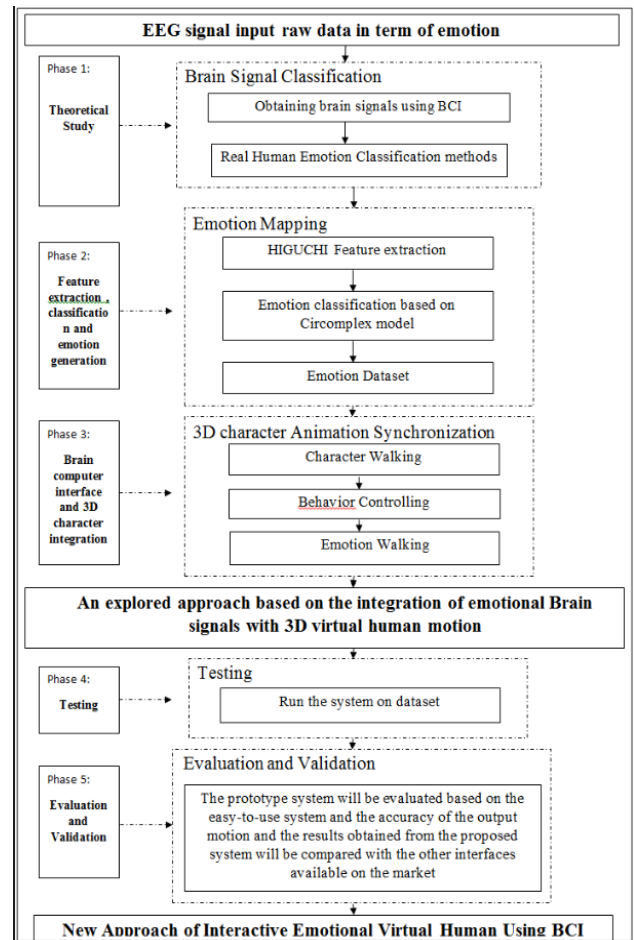 EEG signal input raw data in term of emotion
Phase 1:
Theoretical
Study
Brain Signal Classification
Obtaining brain signals using BCI
Real Human Emotion Classification methods
Phase 2:
Feature
extraction ,
classificatio
n and
emotion
generation
Emotion Mapping
HIGUCHI Feature extraction
Emotion classification based on
Circomplex model
Emotion Dataset
Phase 3:
Brain
computer
interface
and 3D
character
integration
3D character Animation Synchronization
Character Walking
Behavior Controlling
Emotion Walking
An explored approach based on the integration of emotional Brain
signals with 3D virtual human motion
Phase 4:
Testing
Testing
Run the system on dataset
Phase 5:
Evaluation
and
Validation
Evaluation and Validation
The prototype system will be evaluated based on the
easy-to-use system and the accuracy of the output
motion and the results obtained from the proposed
system will be compared with the other interfaces
available on the market
New Approach of Interactive Emotional Virtual Human Using BCI